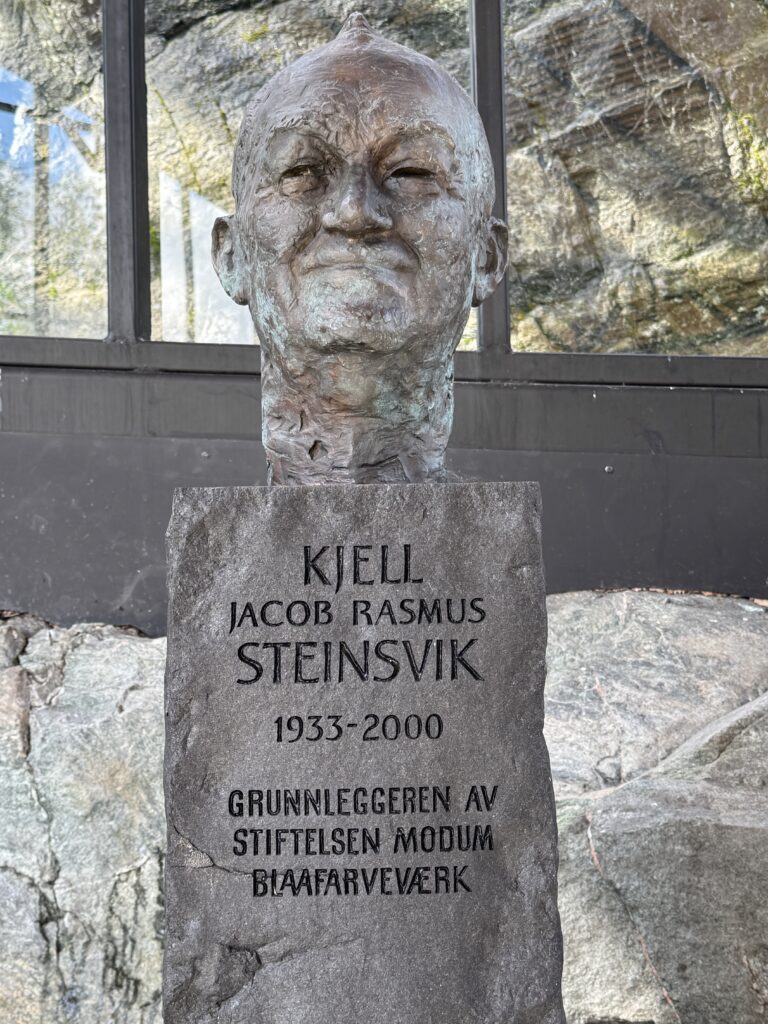 KJELL
JACOB RASMUS
STEINSVIK
1933-2000
GRUNNLEGGEREN AV
STIFTELSEN MODUM
BLAAFARVEVÆRK